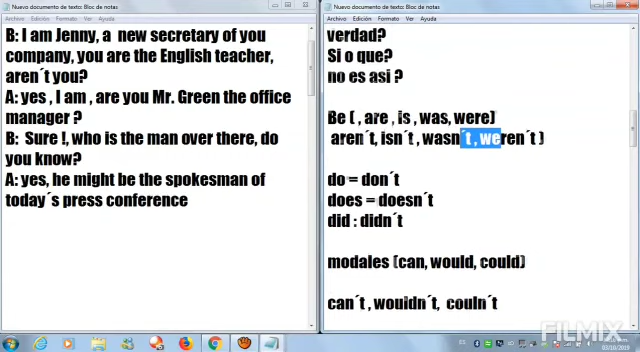 Nuevo documento de texto: Bloc de notas
Archivo Edición Formato Ver Ayuda
B: I am Jenny, a  new secretary of you
company, you are the English teacher,
aren´t you?
A: yes , I am , are you Mr. Green the office
manager ?
B:  Sure !., who is the man over there, do
you know?
A: yes, he might be the spokesman of
today´s press conference
Nuevo documento de texto: Bloc de notas
Archivo Edición Formato Ver Ayuda
verdad?
Si o que?
no es asi ?
Be ( , are , is , was, were)
aren´t, isn´t , wasn´t , weren´t )
do = don´t
does = doesn´t
did : didn´t
modales (can, would, could)
can´t , wouidn´t,  couln´t
ES
03/10/2019
FILMIX